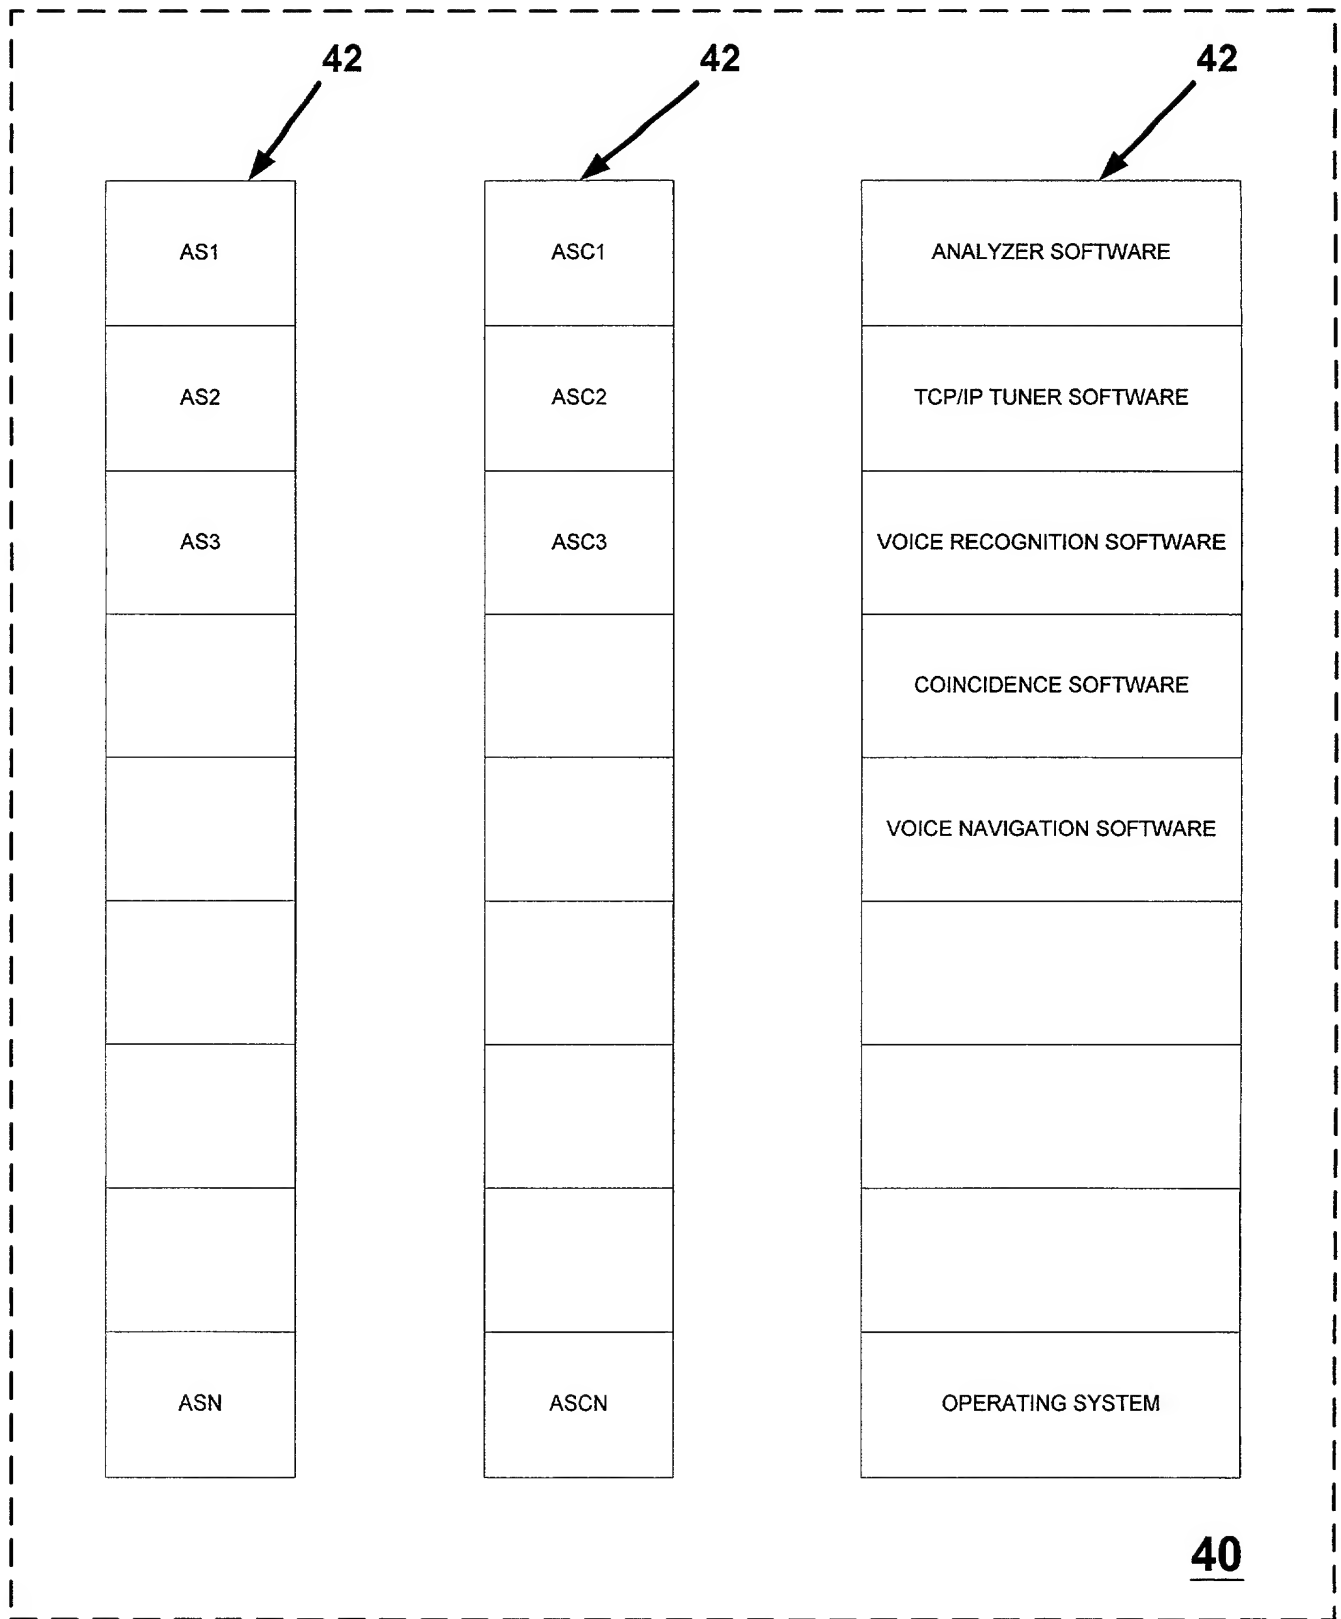 42 42 42
AS1 ASC1 ANALYZER SOFTWARE
AS2 ASC2 TCP/IP TUNER SOFTWARE
AS3 ASC3 VOICE RECOGNITION SOFTWARE
COINCIDENCE SOFTWARE
VOICE NAVIGATION SOFTWARE
ASN ASCN OPERATING SYSTEM
40